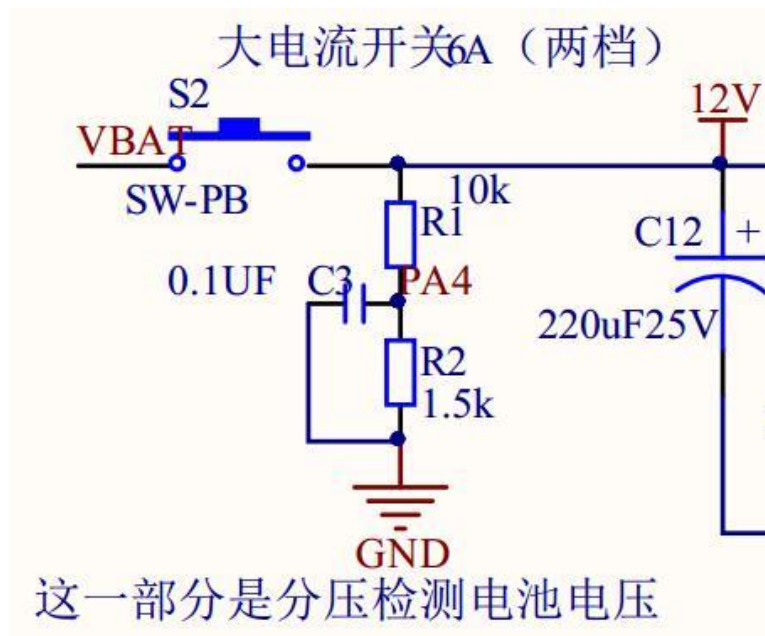 大电流开关6A（两档）
S2
12V
VBAT
SW-PB
10k
R1
C12 +
0.1UF C3 PA4
220uF25V
R2
1.5k
GND
这一部分是分压检测电池电压